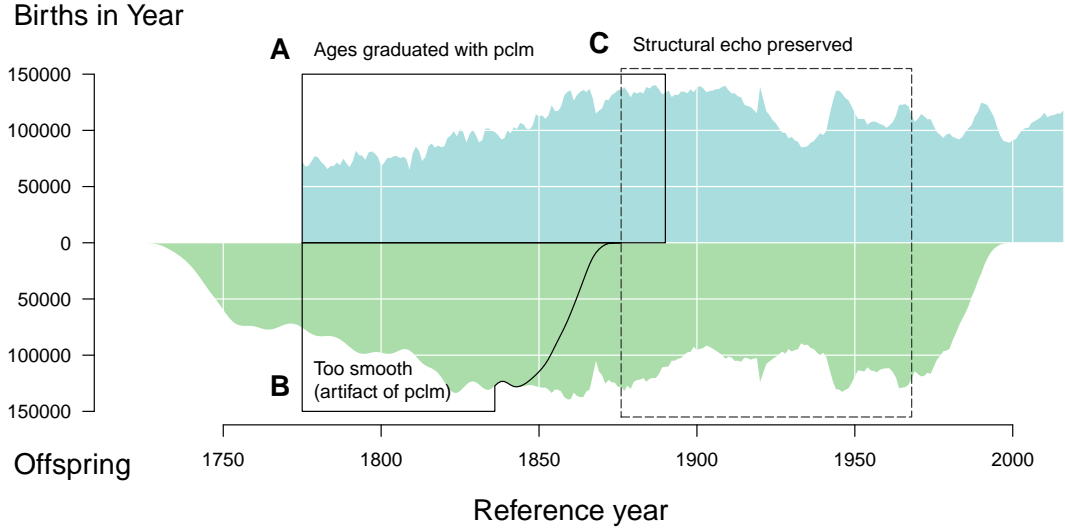 Births in Year
A
Ages graduated with pclm
C
Structural echo preserved
150000
100000
50000
0
50000
100000
150000
B
Too smooth
(artifact of pclm)
Offspring
1750
1800
1850
1900
1950
2000
Reference year